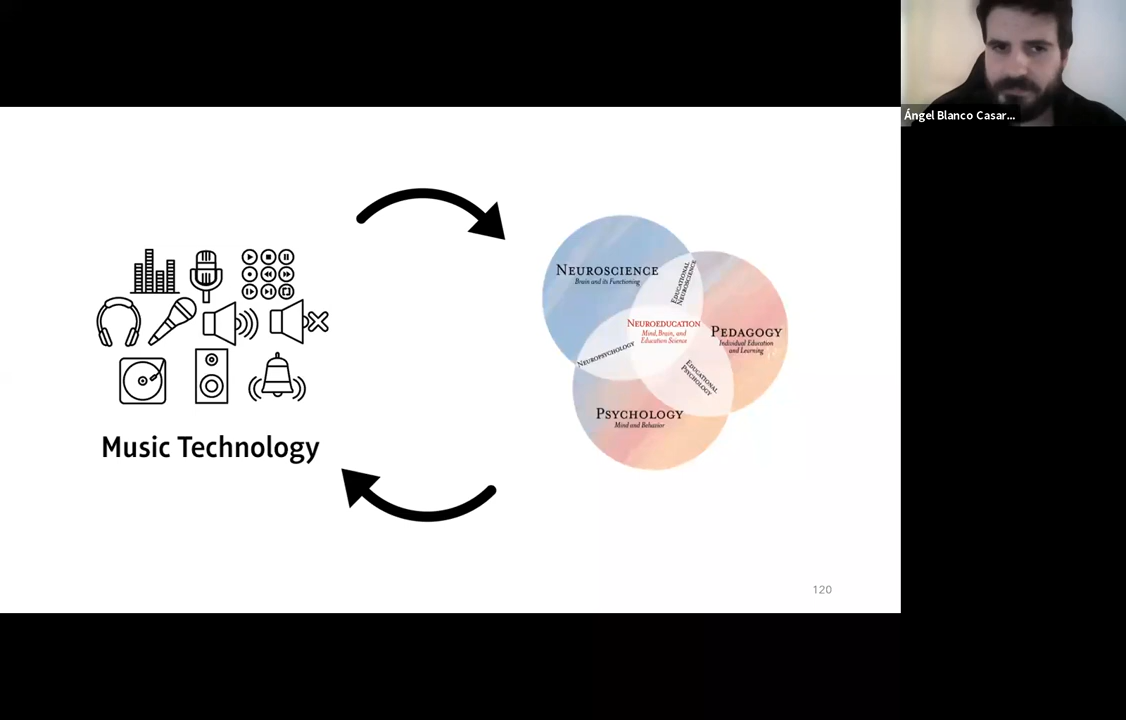 Ángel Blanco Casar...
NEUROSCIENCE
Brain and its Functioning
EDUCATIONAL
NEUROSCIENCE
NEUROEDUCATION
Mind, Brain, and
Education Science
PEDAGOGY
Individual Education
and Learning
NEUROPSYCHOLOGY
EDUCATIONAL
PSYCHOLOGY
PSYCHOLOGY
Mind and Behavior
Music Technology
120